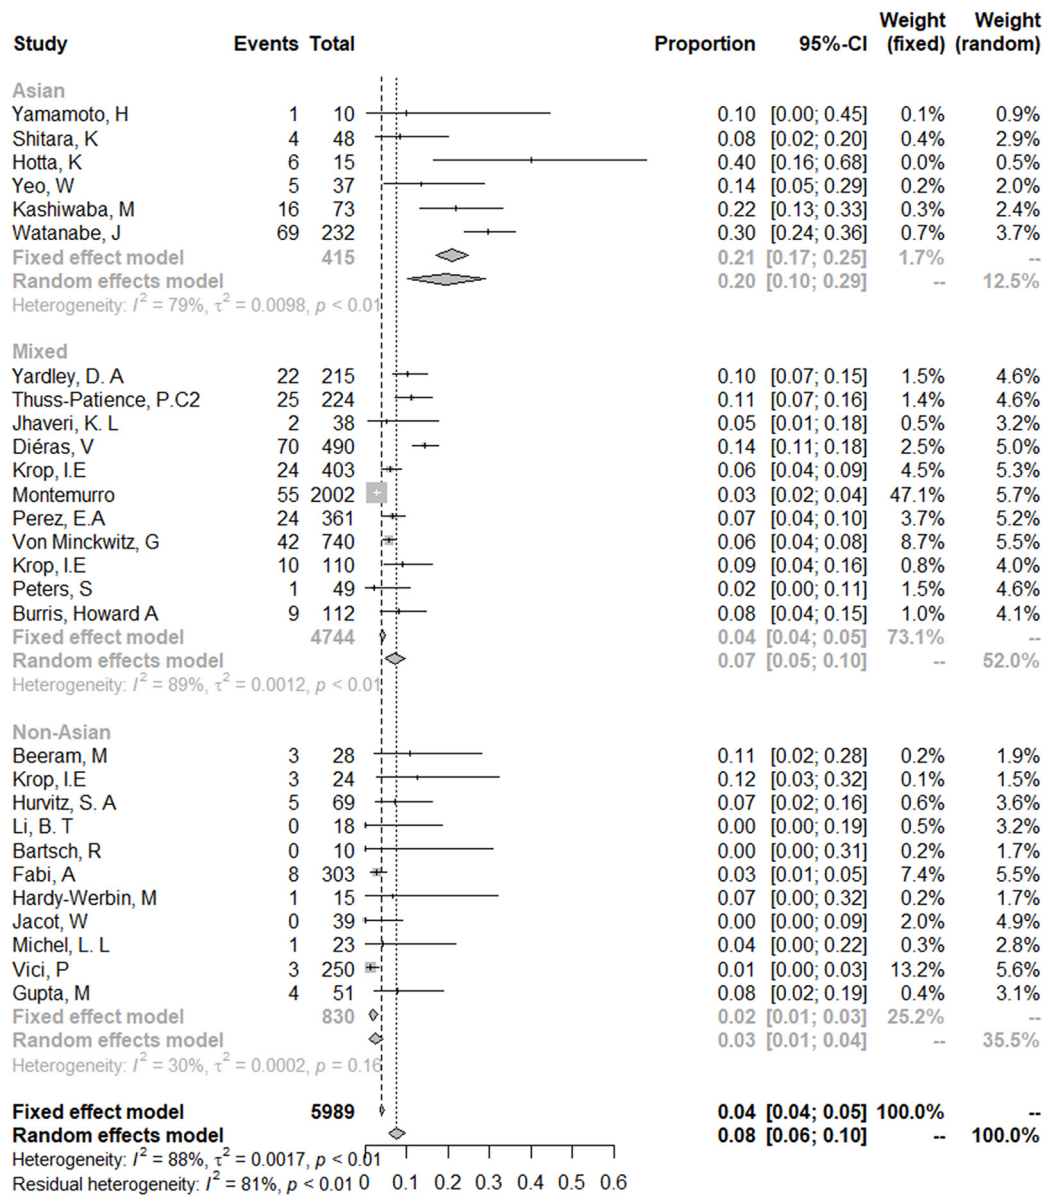 Weight Weight
Study Events Total Proportion 95%-CI (fixed) (random)
Asian
Yamamoto, H 1 10 0.10 [0.00; 0.45] 0.1% 0.9%
Shitara, K 4 48 0.08 [0.02; 0.20] 0.4% 2.9%
Hotta, K 6 15 0.40 [0.16; 0.68] 0.0% 0.5%
Yeo, W 5 37 0.14 [0.05; 0.29] 0.2% 2.0%
Kashiwaba, M 16 73 0.22 [0.13; 0.33] 0.3% 2.4%
Watanabe, J 69 232 0.30 [0.24; 0.36] 0.7% 3.7%
Fixed effect model 415 0.21 [0.17; 0.25] 1.7% --
Random effects model 0.20 [0.10; 0.29] -- 12.5%
Heterogeneity: I² = 79%, τ² = 0.0098, p < 0.01
Mixed
Yardley, D. A 22 215 0.10 [0.07; 0.15] 1.5% 4.6%
Thuss-Patience, P.C2 25 224 0.11 [0.07; 0.16] 1.4% 4.6%
Jhaveri, K. L 2 38 0.05 [0.01; 0.18] 0.5% 3.2%
Diéras, V 70 490 0.14 [0.11; 0.18] 2.5% 5.0%
Krop, I.E 24 403 0.06 [0.04; 0.09] 4.5% 5.3%
Montemurro 55 2002 0.03 [0.02; 0.04] 47.1% 5.7%
Perez, E.A 24 361 0.07 [0.04; 0.10] 3.7% 5.2%
Von Minckwitz, G 42 740 0.06 [0.04; 0.08] 8.7% 5.5%
Krop, I.E 10 110 0.09 [0.04; 0.16] 0.8% 4.0%
Peters, S 1 49 0.02 [0.00; 0.11] 1.5% 4.6%
Burris, Howard A 9 112 0.08 [0.04; 0.15] 1.0% 4.1%
Fixed effect model 4744 0.04 [0.04; 0.05] 73.1% --
Random effects model 0.07 [0.05; 0.10] -- 52.0%
Heterogeneity: I² = 89%, τ² = 0.0012, p < 0.01
Non-Asian
Beeram, M 3 28 0.11 [0.02; 0.28] 0.2% 1.9%
Krop, I.E 3 24 0.12 [0.03; 0.32] 0.1% 1.5%
Hurvitz, S. A 5 69 0.07 [0.02; 0.16] 0.6% 3.6%
Li, B. T 0 18 0.00 [0.00; 0.19] 0.5% 3.2%
Bartsch, R 0 10 0.00 [0.00; 0.31] 0.2% 1.7%
Fabi, A 8 303 0.03 [0.01; 0.05] 7.4% 5.5%
Hardy-Werbin, M 1 15 0.07 [0.00; 0.32] 0.2% 1.7%
Jacot, W 0 39 0.00 [0.00; 0.09] 2.0% 4.9%
Michel, L. L 1 23 0.04 [0.00; 0.22] 0.3% 2.8%
Vici, P 3 250 0.01 [0.00; 0.03] 13.2% 5.6%
Gupta, M 4 51 0.08 [0.02; 0.19] 0.4% 3.1%
Fixed effect model 830 0.02 [0.01; 0.03] 25.2% --
Random effects model 0.03 [0.01; 0.04] -- 35.5%
Heterogeneity: I² = 30%, τ² = 0.0002, p = 0.16
Fixed effect model 5989 0.04 [0.04; 0.05] 100.0% --
Random effects model 0.08 [0.06; 0.10] -- 100.0%
Heterogeneity: I² = 88%, τ² = 0.0017, p < 0.01
Residual heterogeneity: I² = 81%, p < 0.01 0 0.1 0.2 0.3 0.4 0.5 0.6